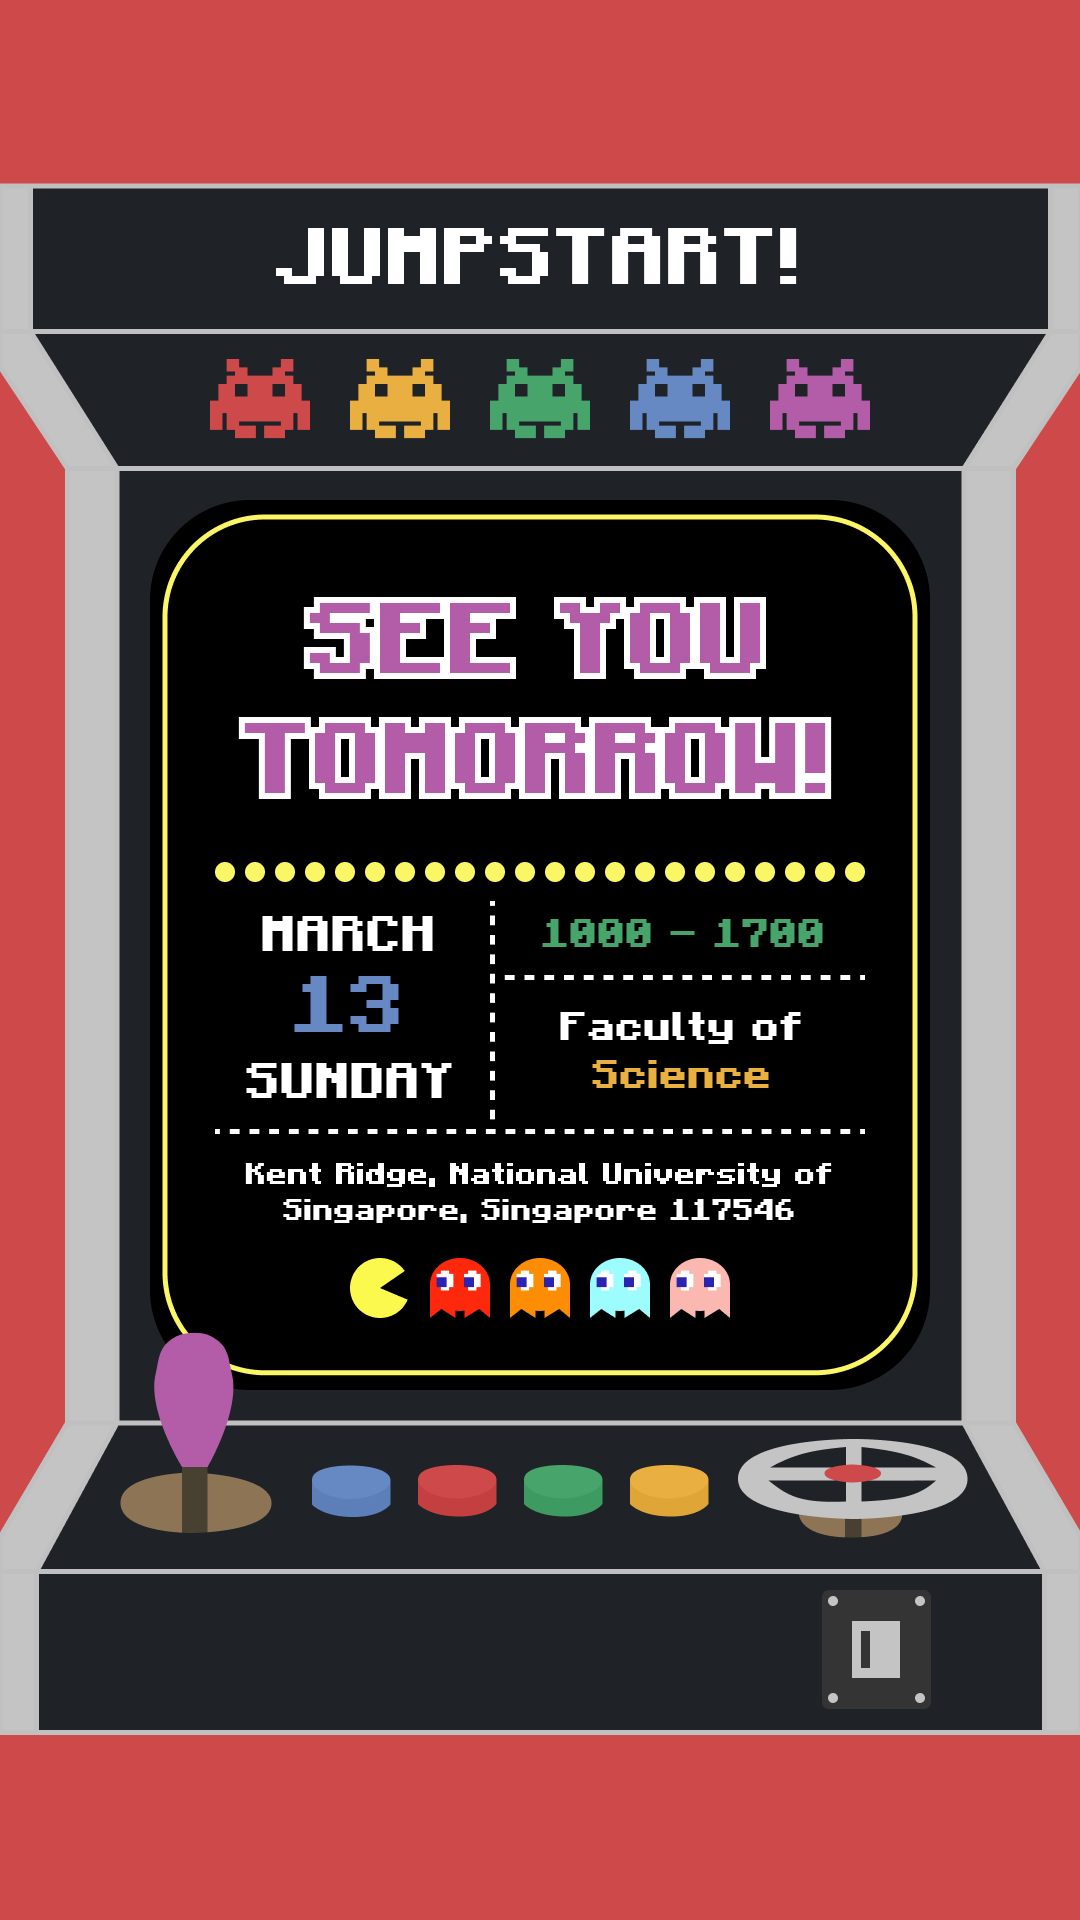 JUMPSTART!
SEE YOU
TOMORROW!
MARCH
13
SUNDAY
1000 - 1700
Faculty of
Science
Kent Ridge, National University of
Singapore, Singapore 117546